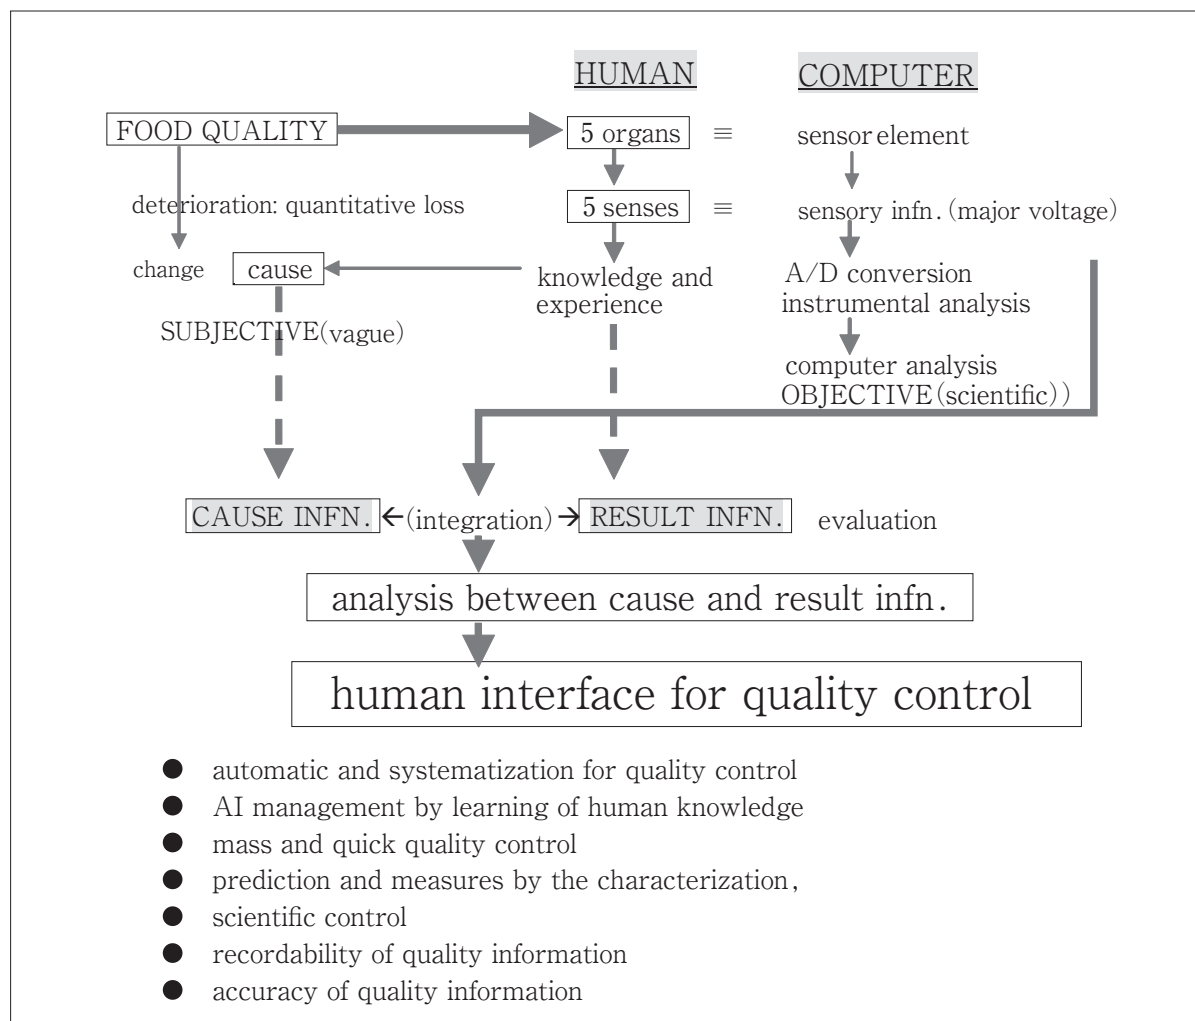 HUMAN COMPUTER
FOOD QUALITY 5 organs ≡ sensor element
deterioration: quantitative loss 5 senses ≡ sensory infn. (major voltage)
change cause knowledge and experience A/D conversion
instrumental analysis
SUBJECTIVE(vague)
computer analysis
OBJECTIVE(scientific))
CAUSE INFN. ←(integration)→ RESULT INFN. evaluation
analysis between cause and result infn.
human interface for quality control
● automatic and systematization for quality control
● AI management by learning of human knowledge
● mass and quick quality control
● prediction and measures by the characterization,
● scientific control
● recordability of quality information
● accuracy of quality information